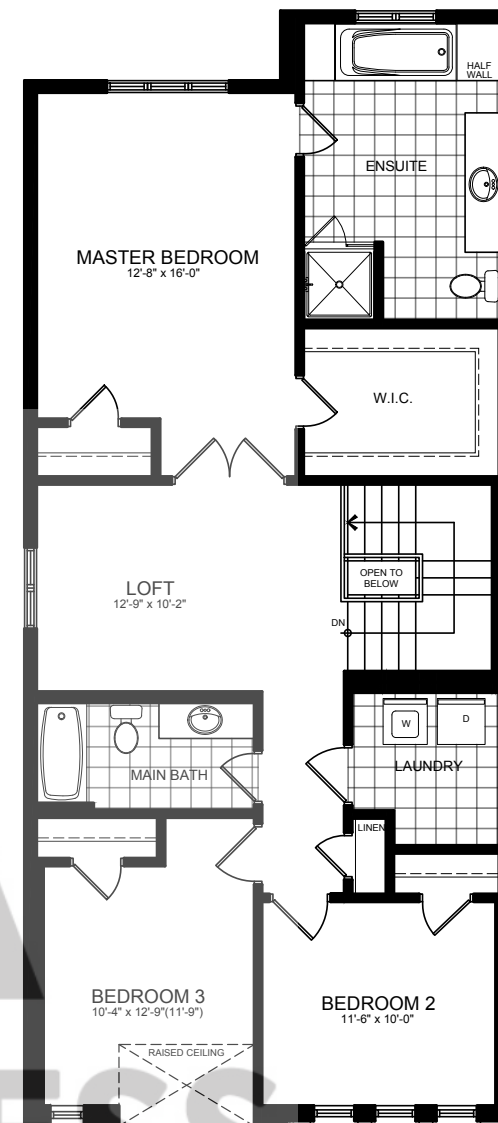 HALF
WALL
ENSUITE
MASTER BEDROOM
12'-8" x 16'-0"
W.I.C.
OPEN TO
BELOW
LOFT
12'-9" x 10'-2"
DN
W
D
MAIN BATH
LAUNDRY
LINEN
BEDROOM 3
10'-4" x 12'-9"(11'-9")
BEDROOM 2
11'-6" x 10'-0"
RAISED CEILING